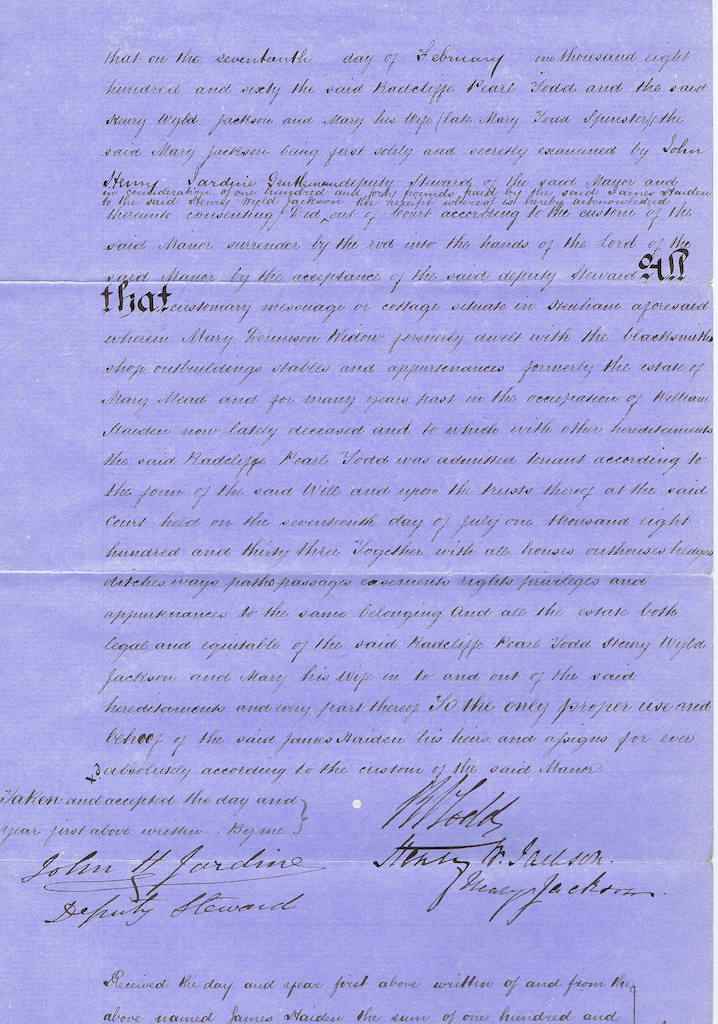 that on the seventeenth day of February one thousand eight
hundred and sixty the said Radcliffe Pearl Todd and the said
Henry Wyld Jackson and Mary his Wife (late Mary Todd Spinster) the
said Mary Jackson being first solely and secretly examined by John
Henry Jardine Gentleman deputy Steward of the said Mayor and
in consideration of one hundred and forty pounds paid by the said James Haiden
to the said Henry Wyld Jackson the receipt whereof is hereby acknowledged
thereunto consenting Did out of Court according to the custom of the
said Manor surrender by the rod into the hands of the lord of the
said Manor by the acceptance of the said deputy Steward All
that customary messuage or cottage situate in aforesaid
wherein Mary Widow formerly dwelt with the blacksmiths
shop outbuildings stables and appurtenances formerly the estate of
Mary Mead and for many years past in the occupation of William
Haiden now lately deceased and to which with other hereditaments
the said Radcliffe Pearl Todd was admitted tenant according to
the form of the said Will and upon the trusts thereof at the said
Court held on the seventeenth day of July one thousand eight
hundred and thirty three Together with all houses outhouses hedges
ditches ways paths passages easements rights privileges and
appurtenances to the same belonging And all the estate both
legal and equitable of the said Radcliffe Pearl Todd Henry Wyld
Jackson and Mary his Wife in to and out of the said
hereditaments and every part thereof To the only proper use and
behoof of the said James Haiden his heirs and assigns for ever
absolutely according to the custom of the said Manor
Taken and accepted the day and
year first above written. By me
John H Jardine
Deputy Steward
R P Todd
Henry W. Jackson.
Mary Jackson.
Received the day and year first above written of and from the
above named James Haiden the sum of one hundred and